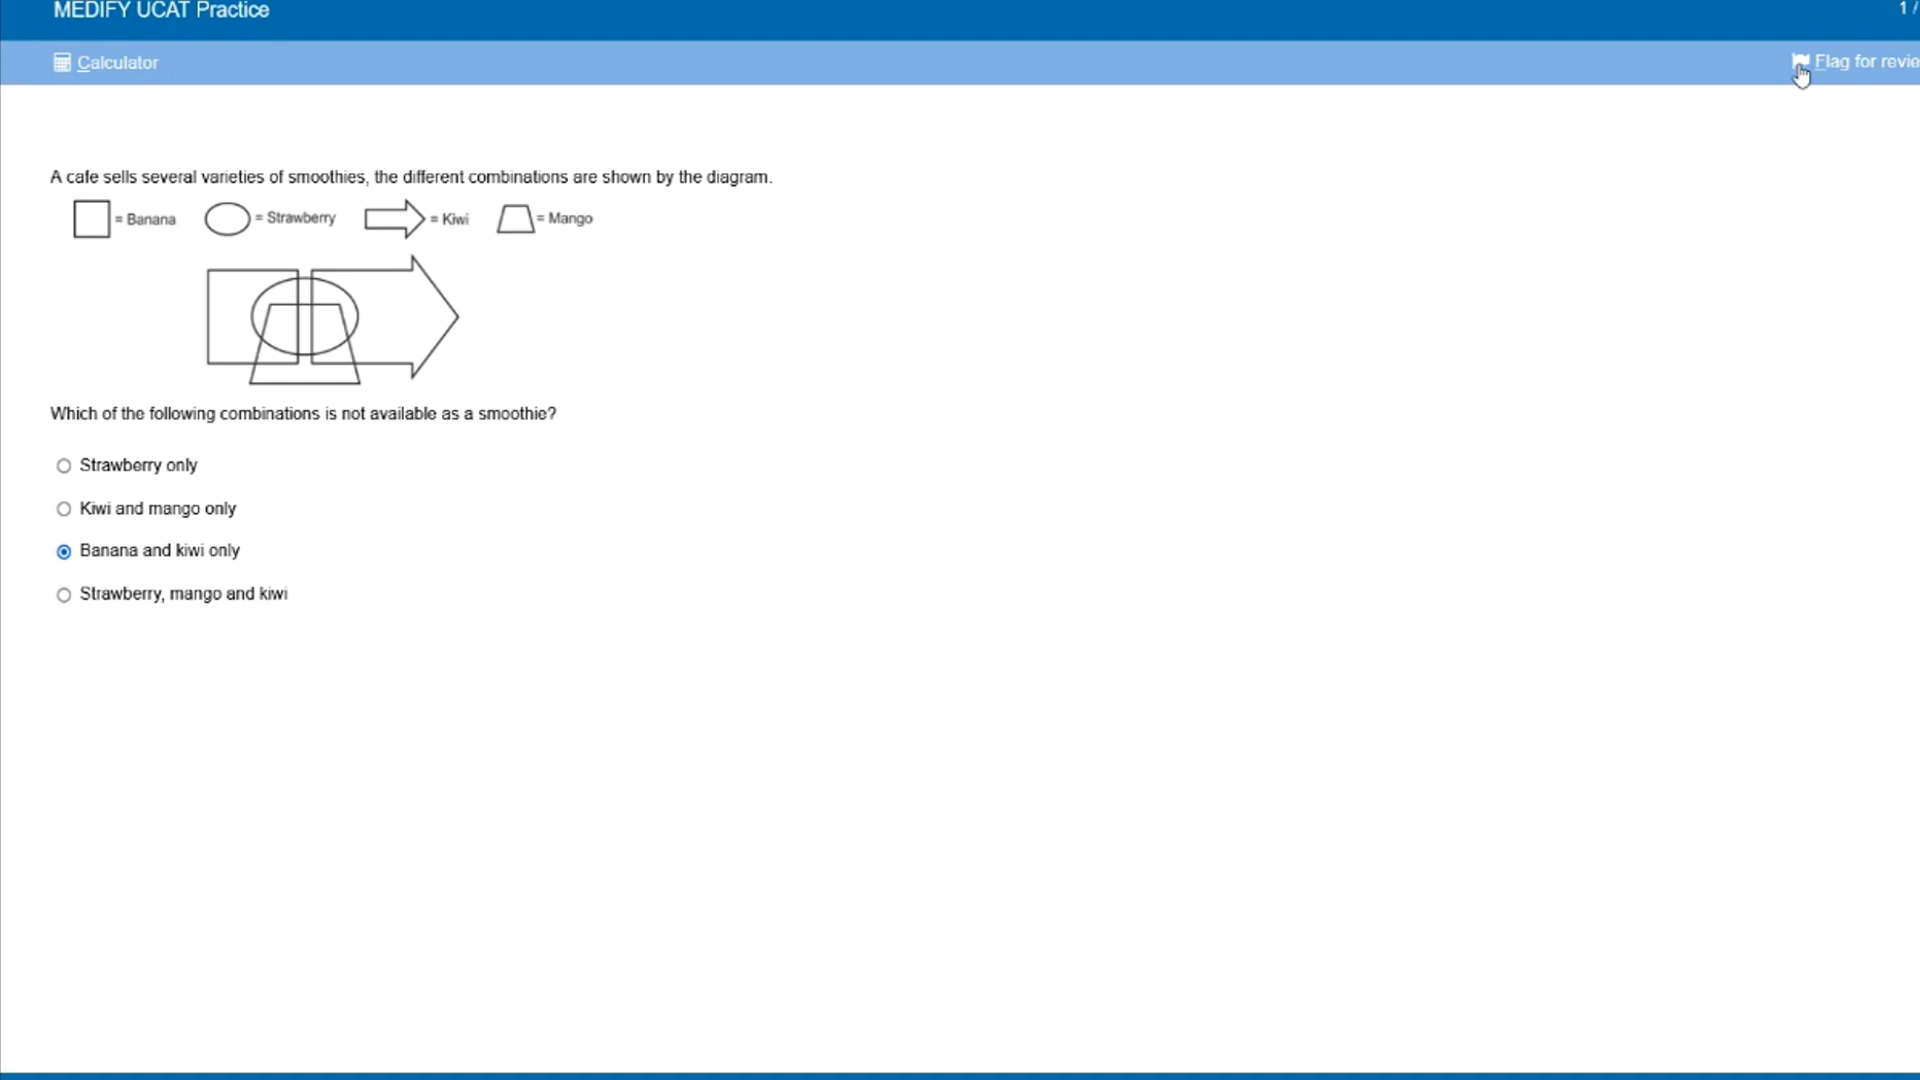 MEDIFY UCAT Practice
1 /
Calculator
Flag for revie
A cafe sells several varieties of smoothies, the different combinations are shown by the diagram.
= Banana = Strawberry = Kiwi = Mango
Which of the following combinations is not available as a smoothie?
Strawberry only
Kiwi and mango only
Banana and kiwi only
Strawberry, mango and kiwi